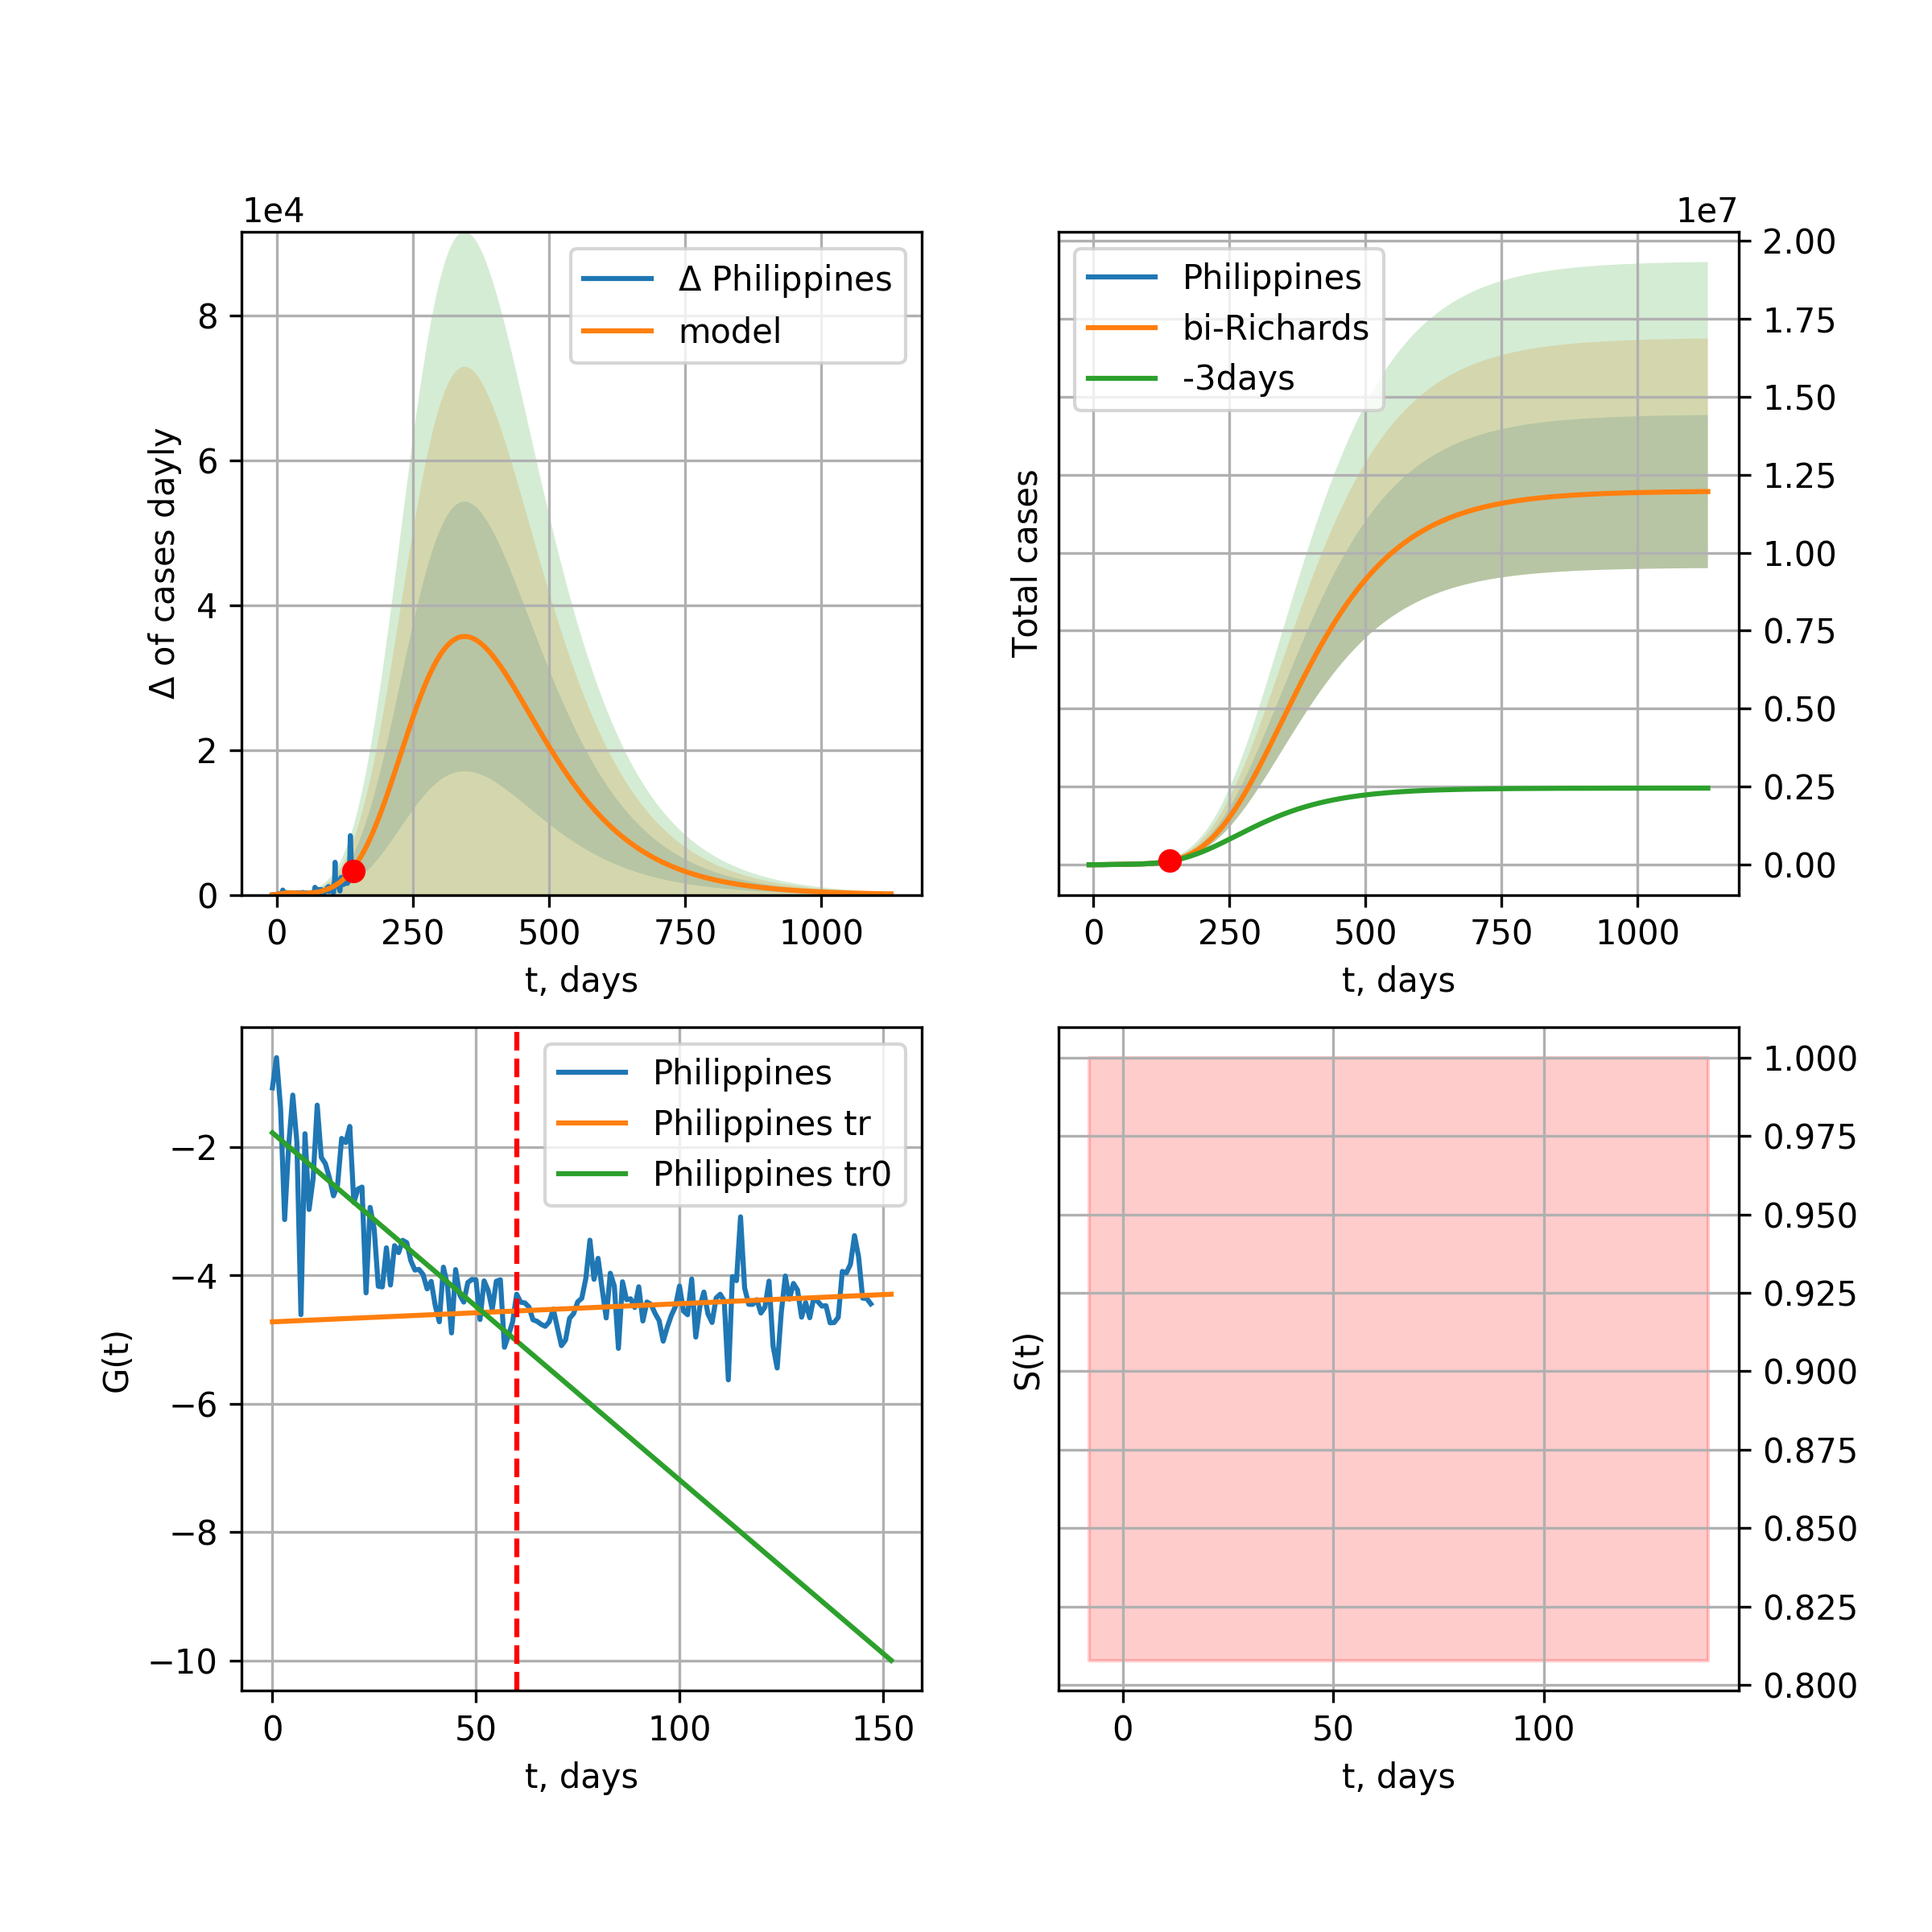 1e4
Δ of cases dayly
8
6
4
2
0
0 250 500 750 1000
t, days
Δ Philippines
model
1e7
Total cases
2.00
1.75
1.50
1.25
1.00
0.75
0.50
0.25
0.00
0 250 500 750 1000
t, days
Philippines
bi-Richards
-3days
G(t)
−2
−4
−6
−8
−10
0 50 100 150
t, days
Philippines
Philippines tr
Philippines tr0
S(t)
1.000
0.975
0.950
0.925
0.900
0.875
0.850
0.825
0.800
0 50 100
t, days